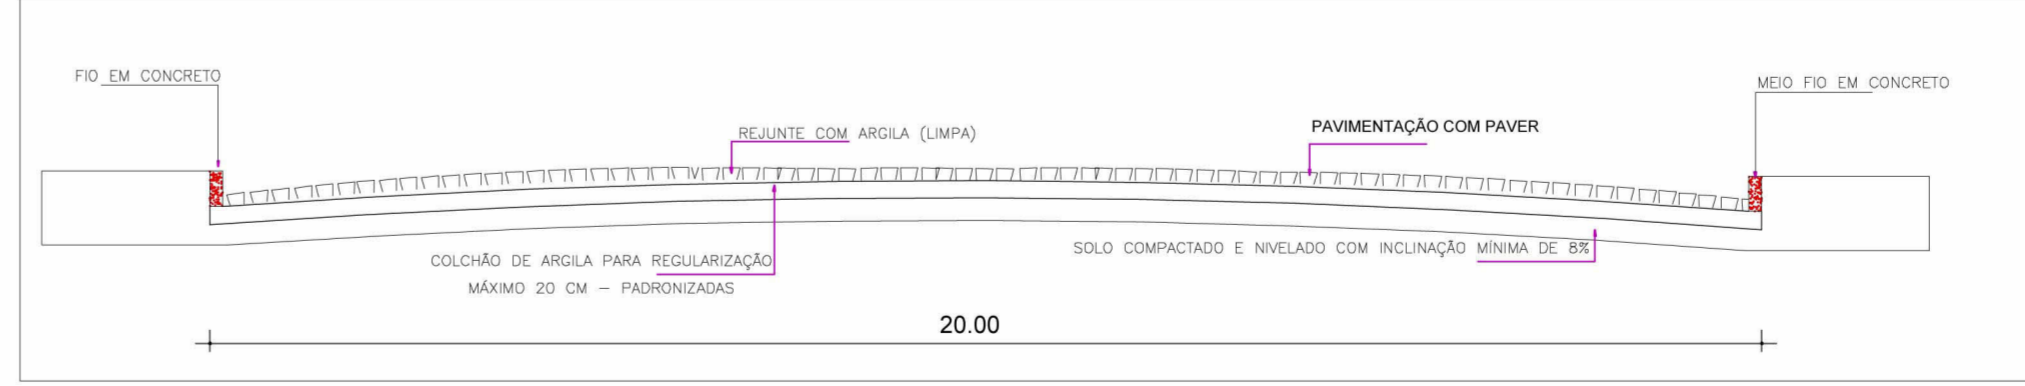 FIO EM CONCRETO
MEIO FIO EM CONCRETO
REJUNTE COM ARGILA (LIMPA)
PAVIMENTAÇÃO COM PAVER
COLCHÃO DE ARGILA PARA REGULARIZAÇÃO
MÁXIMO 20 CM – PADRONIZADAS
SOLO COMPACTADO E NIVELADO COM INCLINAÇÃO MÍNIMA DE 8%
20.00